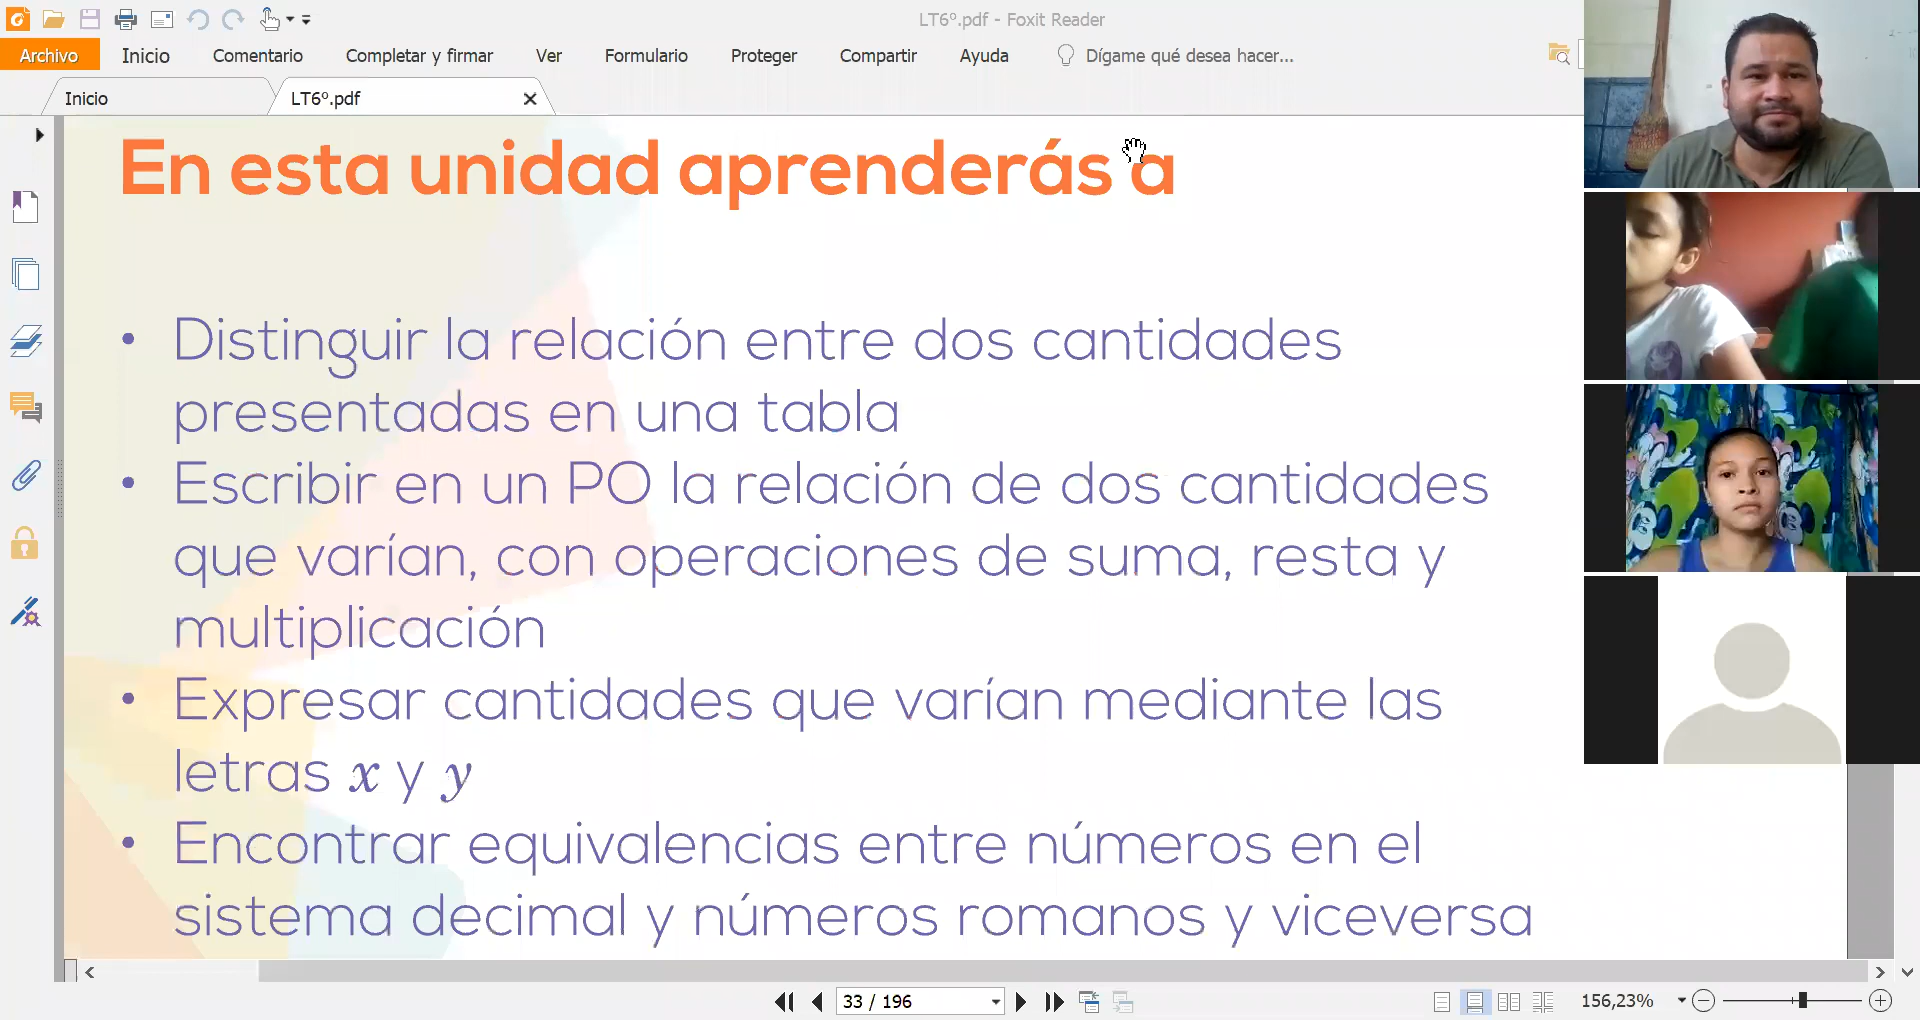 LT6º.pdf - Foxit Reader
Archivo Inicio Comentario Completar y firmar Ver Formulario Proteger Compartir Ayuda Dígame qué desea hacer...
Inicio LT6º.pdf
En esta unidad aprenderás a
• Distinguir la relación entre dos cantidades
presentadas en una tabla
• Escribir en un PO la relación de dos cantidades
que varían, con operaciones de suma, resta y
multiplicación
• Expresar cantidades que varían mediante las
letras x y y
• Encontrar equivalencias entre números en el
sistema decimal y números romanos y viceversa
33 / 196
156,23%